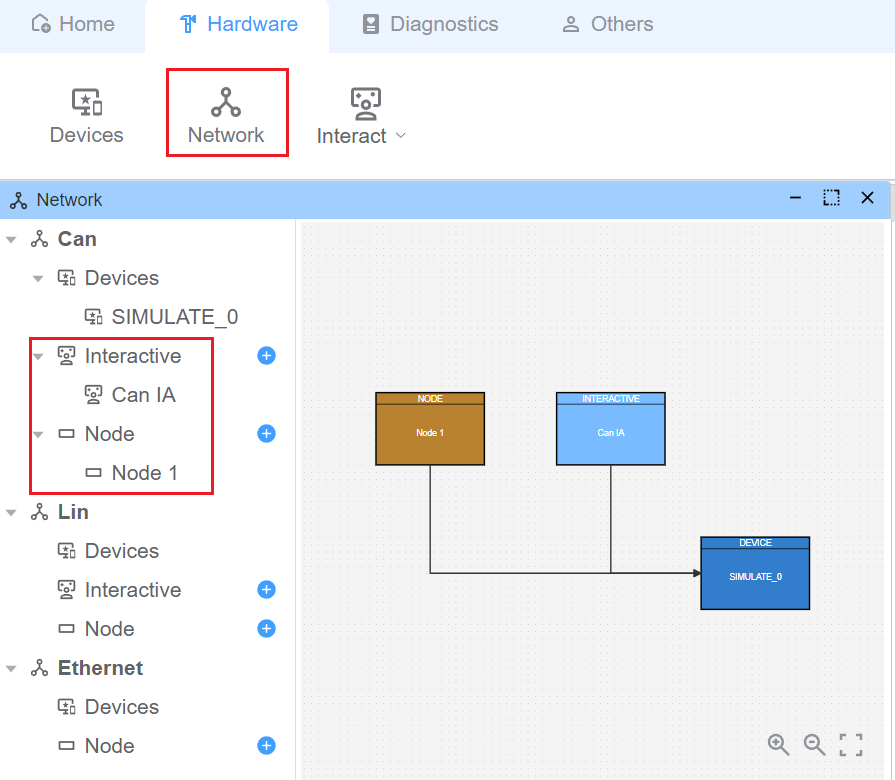 Home Hardware Diagnostics Others
Devices Network Interact
Network
Can
Devices
SIMULATE_0
Interactive
Can IA
Node
Node 1
Lin
Devices
Interactive
Node
Ethernet
Devices
Node
NODE
Node 1
INTERACTIVE
Can IA
DEVICE
SIMULATE_0